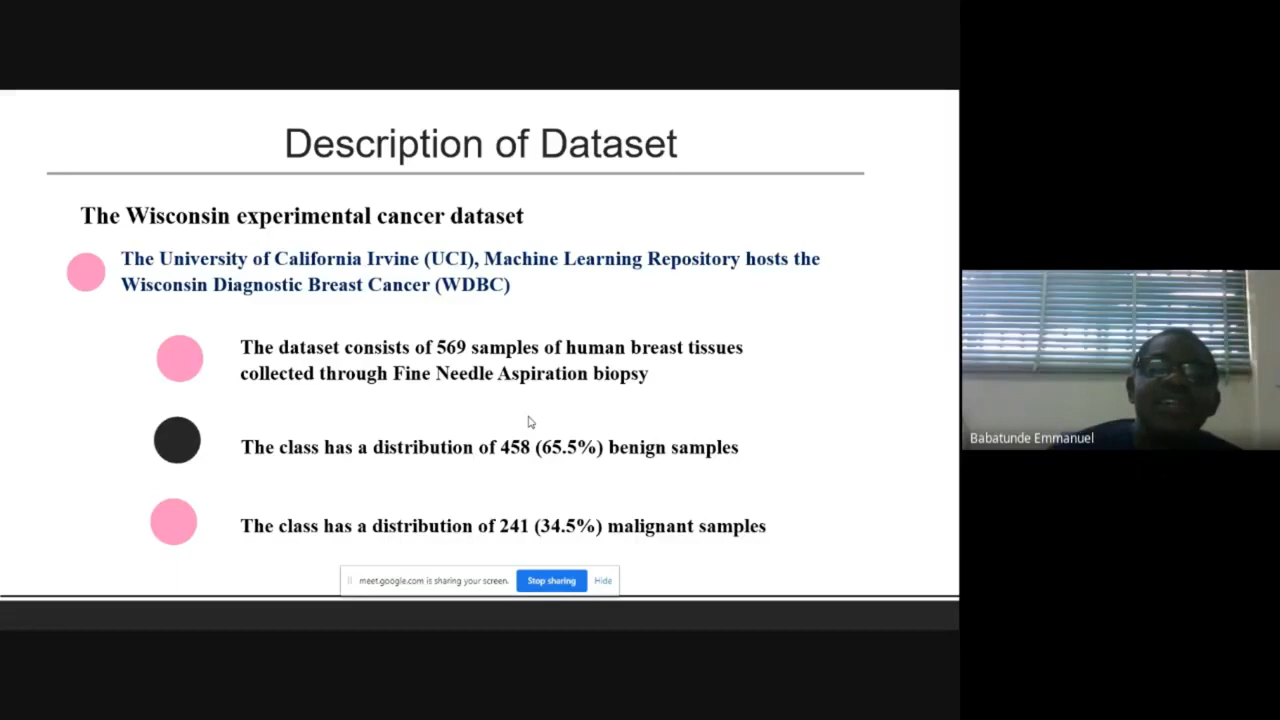 Description of Dataset
The Wisconsin experimental cancer dataset
The University of California Irvine (UCI), Machine Learning Repository hosts the
Wisconsin Diagnostic Breast Cancer (WDBC)
The dataset consists of 569 samples of human breast tissues
collected through Fine Needle Aspiration biopsy
The class has a distribution of 458 (65.5%) benign samples
The class has a distribution of 241 (34.5%) malignant samples
meet.google.com is sharing your screen.
Stop sharing
Hide
Babatunde Emmanuel